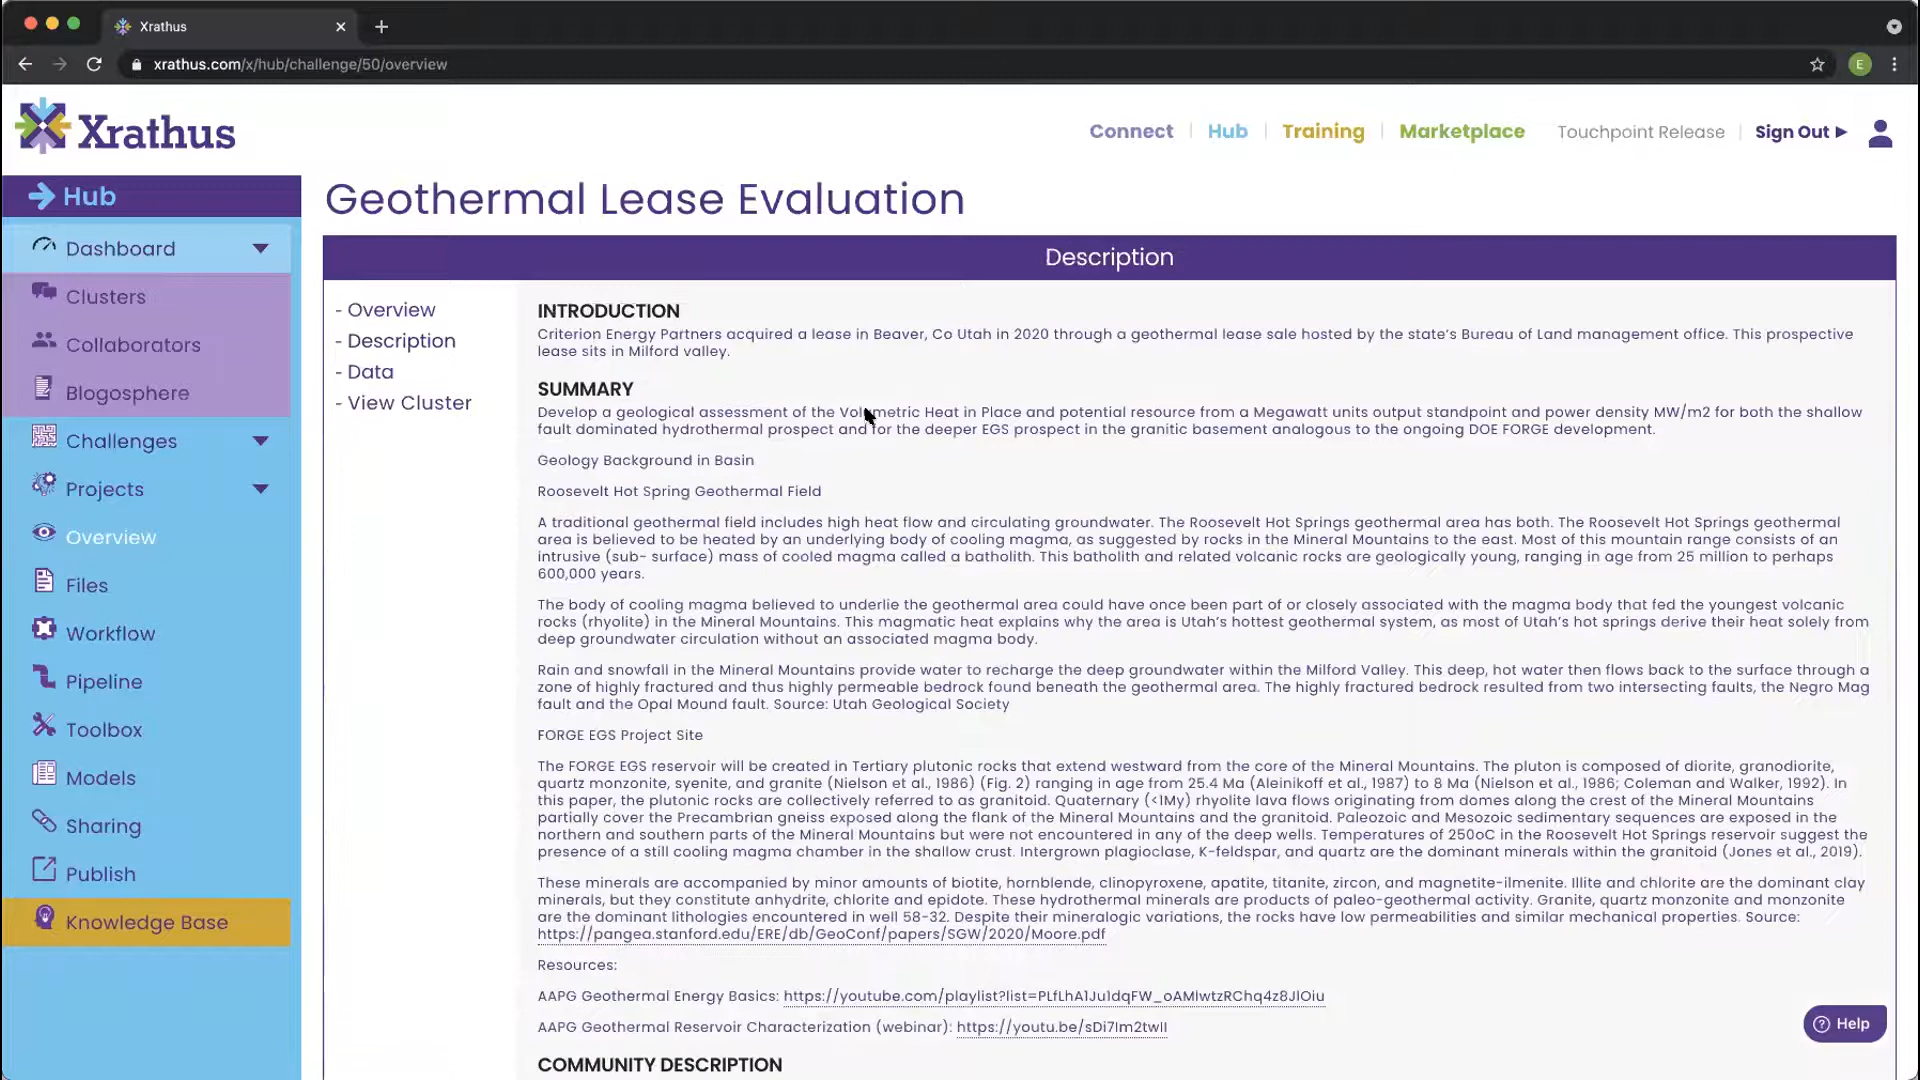 Xrathus
xrathus.com/x/hub/challenge/50/overview
E
Xrathus
Connect
Hub
Training
Marketplace
Touchpoint Release
Sign Out
Hub
Dashboard
Clusters
Collaborators
Blogosphere
Challenges
Projects
Overview
Files
Workflow
Pipeline
Toolbox
Models
Sharing
Publish
Knowledge Base
Geothermal Lease Evaluation
Description
- Overview
- Description
- Data
- View Cluster
INTRODUCTION
Criterion Energy Partners acquired a lease in Beaver, Co Utah in 2020 through a geothermal lease sale hosted by the state's Bureau of Land management office. This prospective
lease sits in Milford valley.
SUMMARY
Develop a geological assessment of the Volumetric Heat in Place and potential resource from a Megawatt units output standpoint and power density MW/m2 for both the shallow
fault dominated hydrothermal prospect and for the deeper EGS prospect in the granitic basement analogous to the ongoing DOE FORGE development.
Geology Background in Basin
Roosevelt Hot Spring Geothermal Field
A traditional geothermal field includes high heat flow and circulating groundwater. The Roosevelt Hot Springs geothermal area has both. The Roosevelt Hot Springs geothermal
area is believed to be heated by an underlying body of cooling magma, as suggested by rocks in the Mineral Mountains to the east. Most of this mountain range consists of an
intrusive (sub- surface) mass of cooled magma called a batholith. This batholith and related volcanic rocks are geologically young, ranging in age from 25 million to perhaps
600,000 years.
The body of cooling magma believed to underlie the geothermal area could have once been part of or closely associated with the magma body that fed the youngest volcanic
rocks (rhyolite) in the Mineral Mountains. This magmatic heat explains why the area is Utah's hottest geothermal system, as most of Utah's hot springs derive their heat solely from
deep groundwater circulation without an associated magma body.
Rain and snowfall in the Mineral Mountains provide water to recharge the deep groundwater within the Milford Valley. This deep, hot water then flows back to the surface through a
zone of highly fractured and thus highly permeable bedrock found beneath the geothermal area. The highly fractured bedrock resulted from two intersecting faults, the Negro Mag
fault and the Opal Mound fault. Source: Utah Geological Society
FORGE EGS Project Site
The FORGE EGS reservoir will be created in Tertiary plutonic rocks that extend westward from the core of the Mineral Mountains. The pluton is composed of diorite, granodiorite,
quartz monzonite, syenite, and granite (Nielson et al., 1986) (Fig. 2) ranging in age from 25.4 Ma (Aleinikoff et al., 1987) to 8 Ma (Nielson et al., 1986; Coleman and Walker, 1992). In
this paper, the plutonic rocks are collectively referred to as granitoid. Quaternary (<1My) rhyolite lava flows originating from domes along the crest of the Mineral Mountains
partially cover the Precambrian gneiss exposed along the flank of the Mineral Mountains and the granitoid. Paleozoic and Mesozoic sedimentary sequences are exposed in the
northern and southern parts of the Mineral Mountains but were not encountered in any of the deep wells. Temperatures of 250oC in the Roosevelt Hot Springs reservoir suggest the
presence of a still cooling magma chamber in the shallow crust. Intergrown plagioclase, K-feldspar, and quartz are the dominant minerals within the granitoid (Jones et al., 2019).
These minerals are accompanied by minor amounts of biotite, hornblende, clinopyroxene, apatite, titanite, zircon, and magnetite-ilmenite. Illite and chlorite are the dominant clay
minerals, but they constitute anhydrite, chlorite and epidote. These hydrothermal minerals are products of paleo-geothermal activity. Granite, quartz monzonite and monzonite
are the dominant lithologies encountered in well 58-32. Despite their mineralogic variations, the rocks have low permeabilities and similar mechanical properties. Source:
https://pangea.stanford.edu/ERE/db/GeoConf/papers/SGW/2020/Moore.pdf
Resources:
AAPG Geothermal Energy Basics: https://youtube.com/playlist?list=PLfLhA1Ju1dqFW_oAMlwtzRChq4z8JlOiu
AAPG Geothermal Reservoir Characterization (webinar): https://youtu.be/sDi7Im2twII
COMMUNITY DESCRIPTION
Help